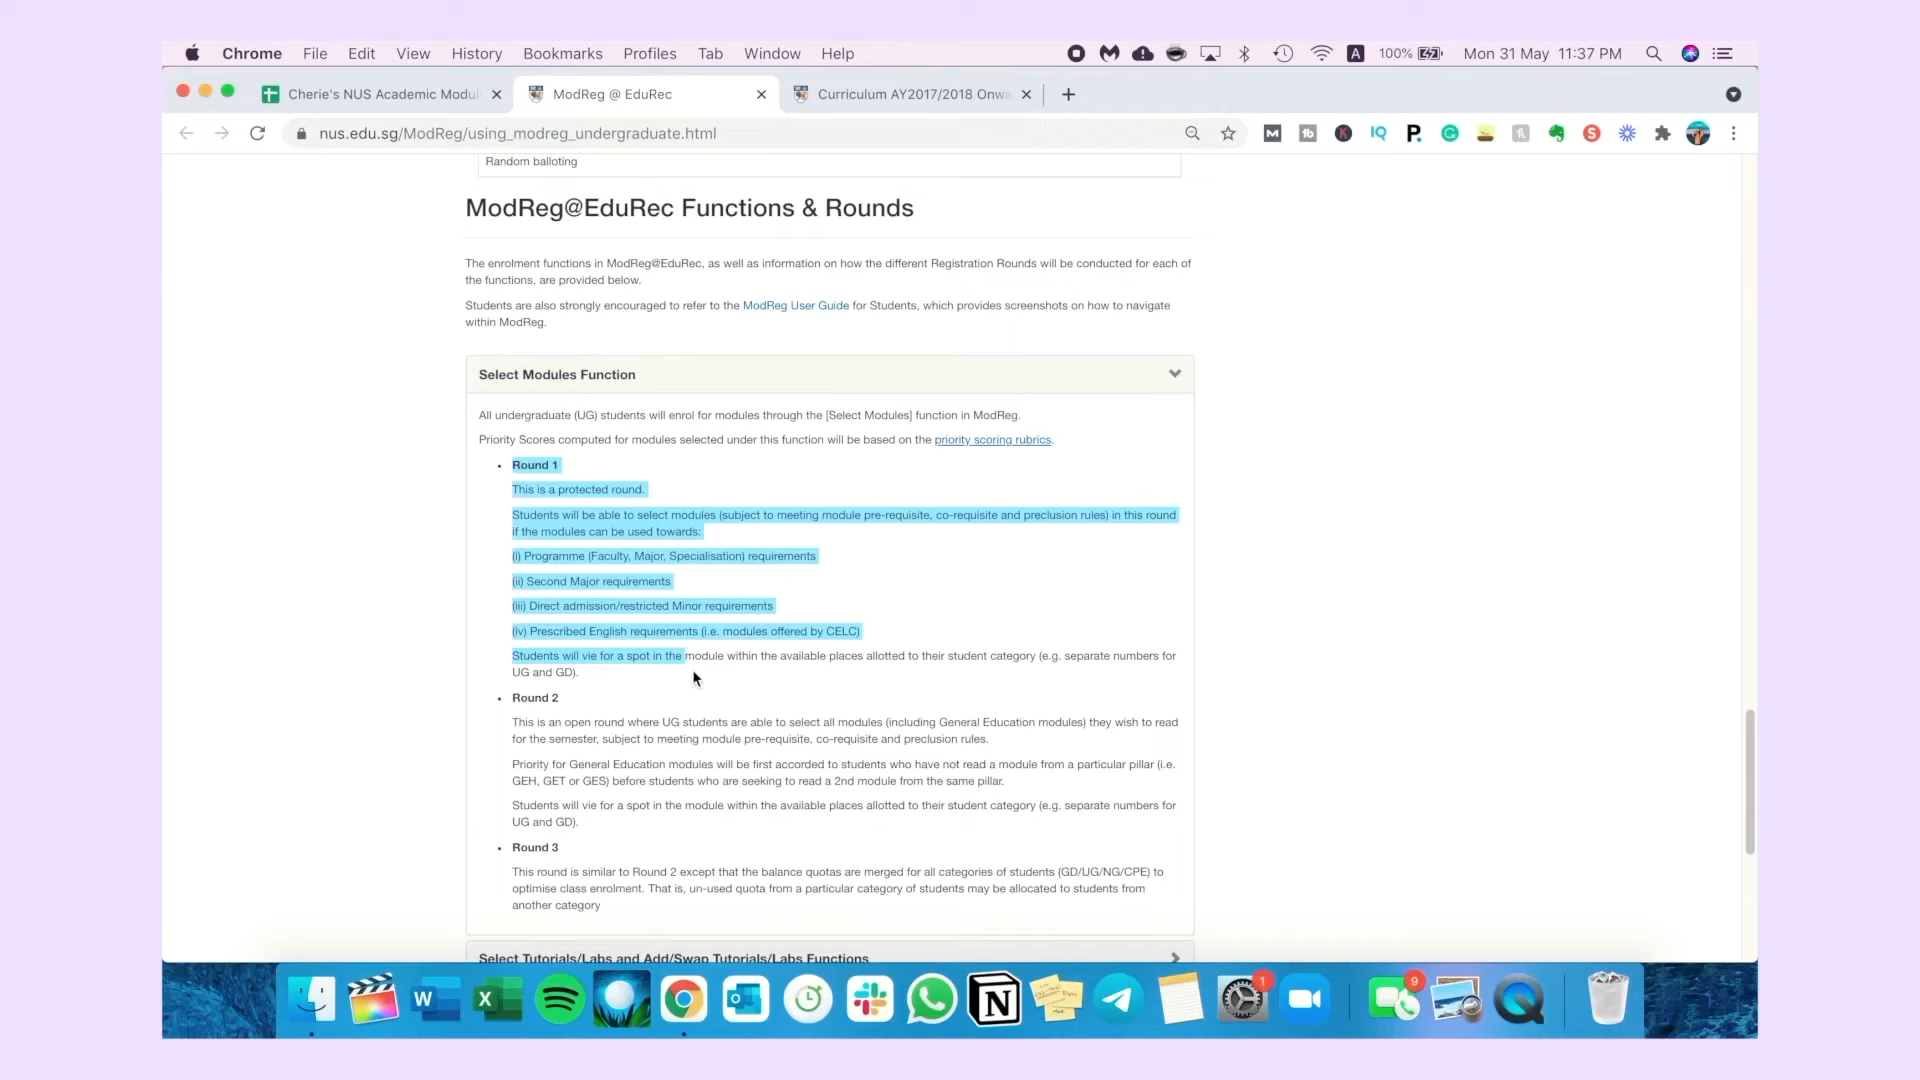 Chrome File Edit View History Bookmarks Profiles Tab Window Help
A 100% Mon 31 May 11:37 PM
Cherie's NUS Academic Modul
ModReg @ EduRec
Curriculum AY2017/2018 Onwa
nus.edu.sg/ModReg/using_modreg_undergraduate.html
Random balloting
ModReg@EduRec Functions & Rounds
The enrolment functions in ModReg@EduRec, as well as information on how the different Registration Rounds will be conducted for each of
the functions, are provided below.
Students are also strongly encouraged to refer to the ModReg User Guide for Students, which provides screenshots on how to navigate
within ModReg.
Select Modules Function
All undergraduate (UG) students will enrol for modules through the [Select Modules] function in ModReg.
Priority Scores computed for modules selected under this function will be based on the priority scoring rubrics.
• Round 1
This is a protected round.
Students will be able to select modules (subject to meeting module pre-requisite, co-requisite and preclusion rules) in this round
if the modules can be used towards:
(i) Programme (Faculty, Major, Specialisation) requirements
(ii) Second Major requirements
(iii) Direct admission/restricted Minor requirements
(iv) Prescribed English requirements (i.e. modules offered by CELC)
Students will vie for a spot in the module within the available places allotted to their student category (e.g. separate numbers for
UG and GD).
• Round 2
This is an open round where UG students are able to select all modules (including General Education modules) they wish to read
for the semester, subject to meeting module pre-requisite, co-requisite and preclusion rules.
Priority for General Education modules will be first accorded to students who have not read a module from a particular pillar (i.e.
GEH, GET or GES) before students who are seeking to read a 2nd module from the same pillar.
Students will vie for a spot in the module within the available places allotted to their student category (e.g. separate numbers for
UG and GD).
• Round 3
This round is similar to Round 2 except that the balance quotas are merged for all categories of students (GD/UG/NG/CPE) to
optimise class enrolment. That is, un-used quota from a particular category of students may be allocated to students from
another category
Select Tutorials/Labs and Add/Swap Tutorials/Labs Functions
W X N 1 9